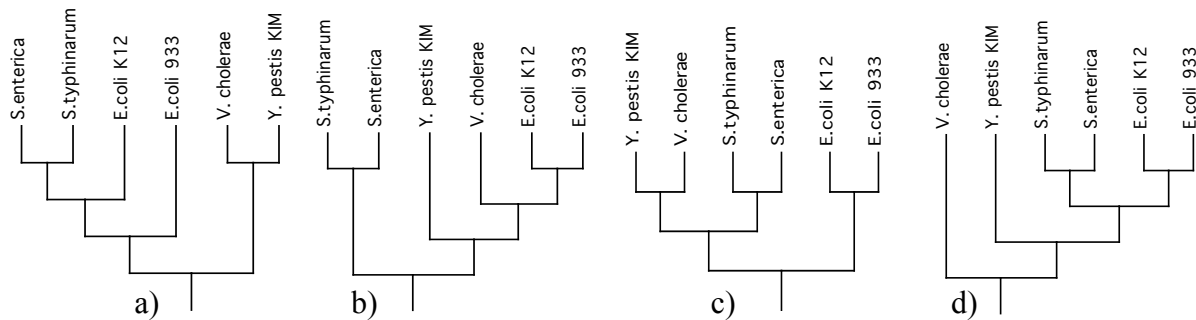 S.enterica
S.typhinarum
E.coli K12
E.coli 933
V. cholerae
Y. pestis KIM
a)
S.typhinarum
S.enterica
Y. pestis KIM
V. cholerae
E.coli K12
E.coli 933
b)
Y. pestis KIM
V. cholerae
S.typhinarum
S.enterica
E.coli K12
E.coli 933
c)
V. cholerae
Y. pestis KIM
S.typhinarum
S.enterica
E.coli K12
E.coli 933
d)